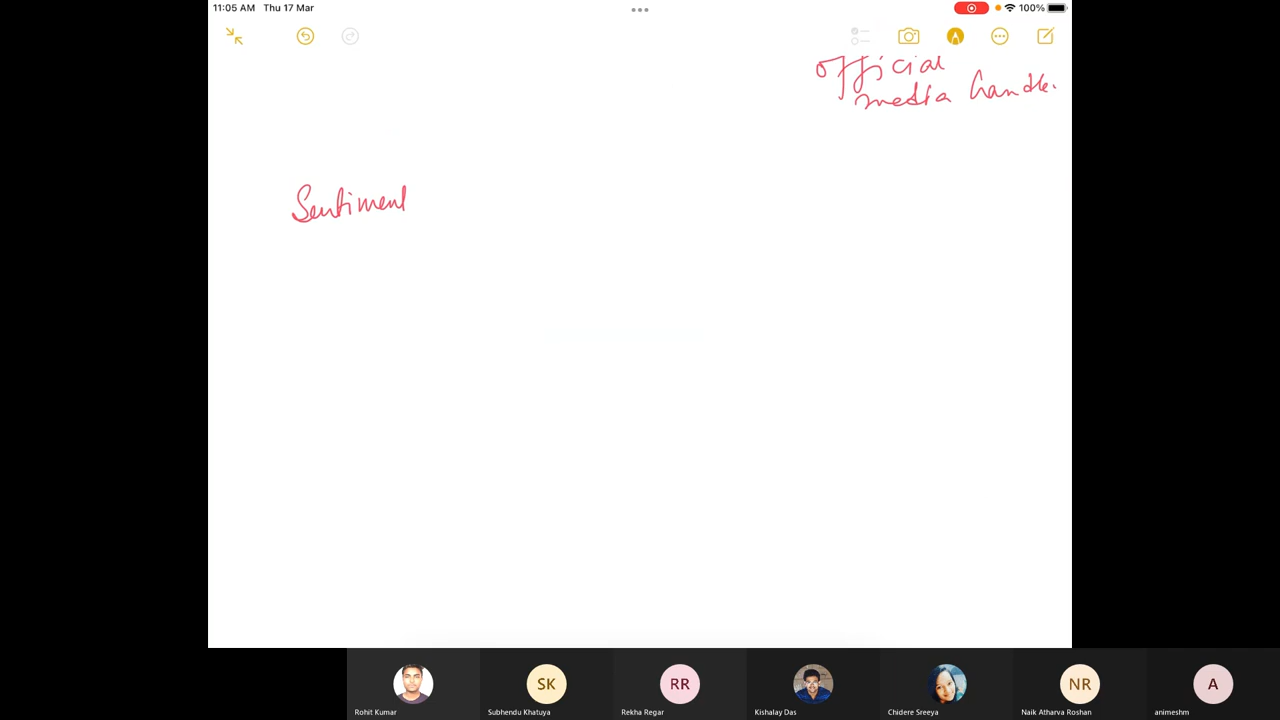 11:05 AM Thu 17 Mar
100%
official
media handle.
Sentiment
SK
RR
NR
A
Rohit Kumar
Subhendu Khatuya
Rekha Regar
Kishalay Das
Chidere Sreeya
Naik Atharva Roshan
animeshm